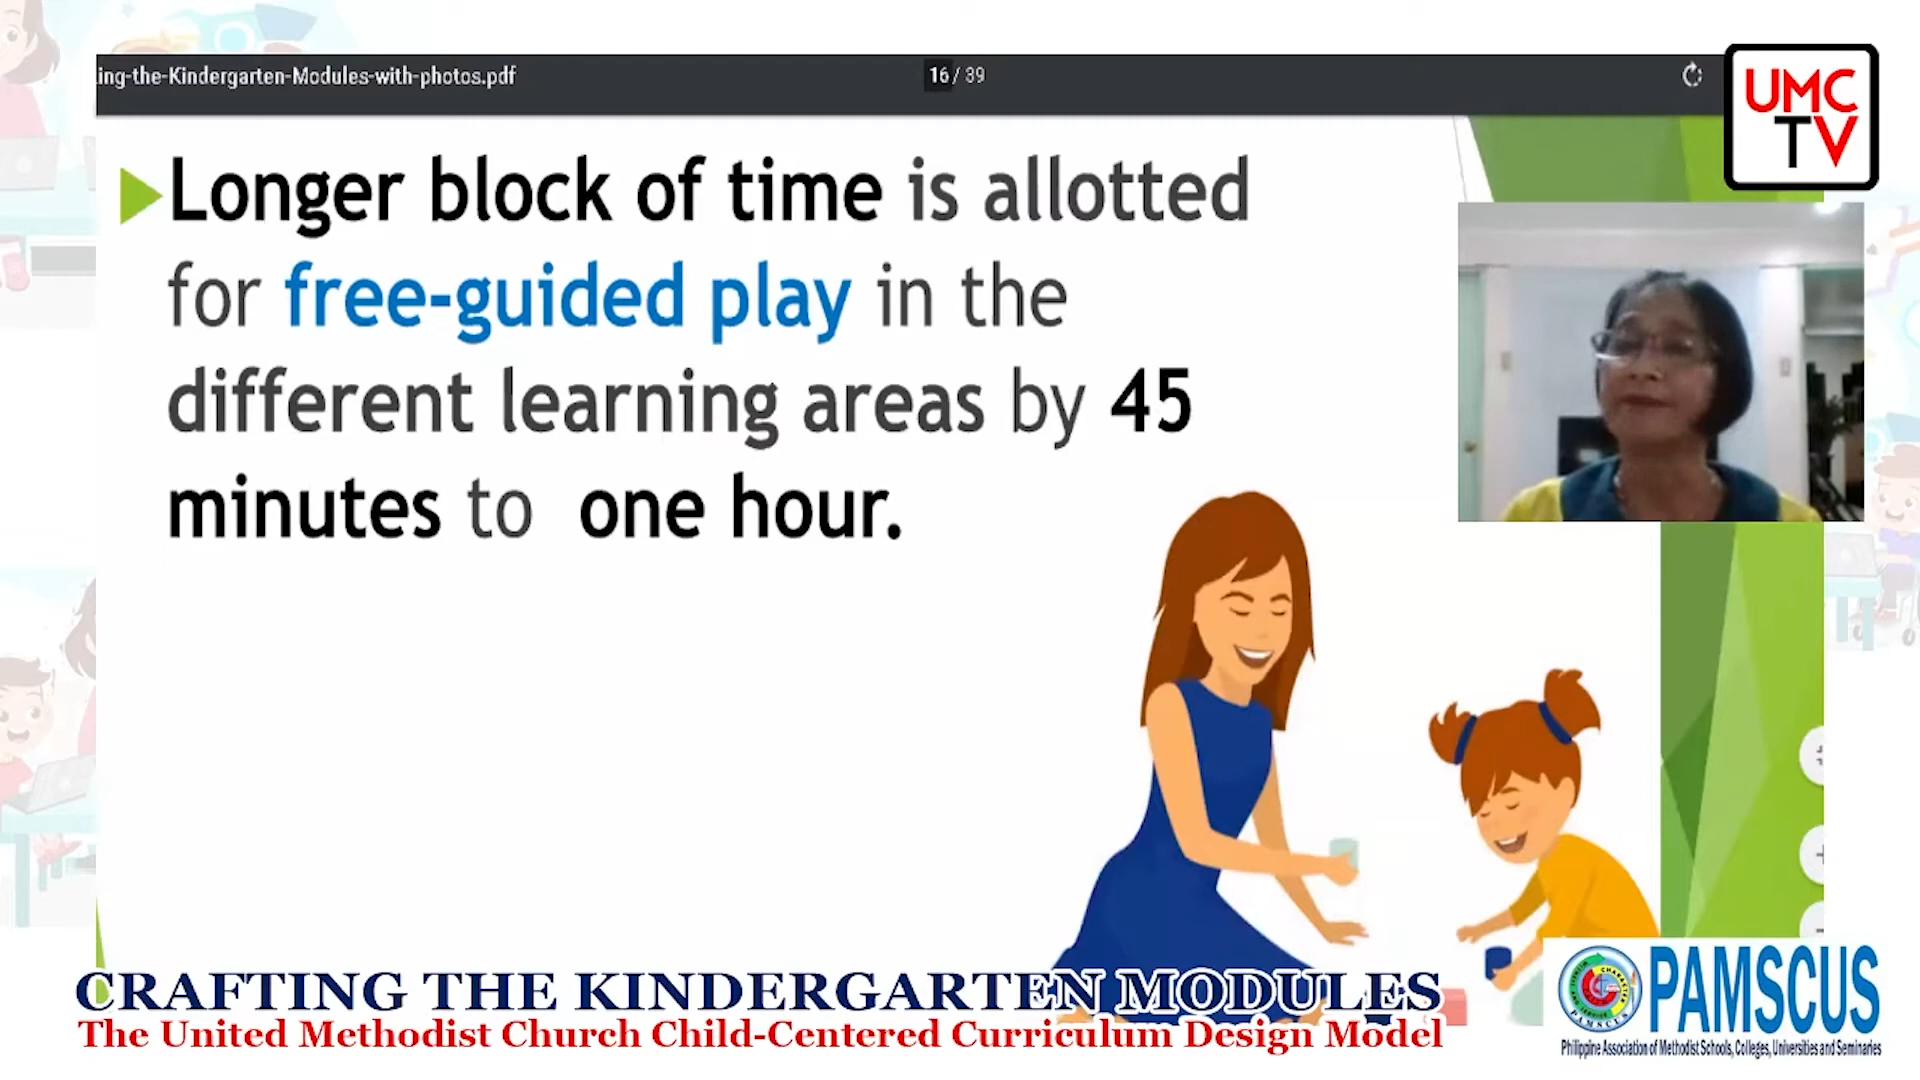 ing-the-Kindergarten-Modules-with-photos.pdf
16 / 39
UMC
TV
Longer block of time is allotted
for free-guided play in the
different learning areas by 45
minutes to one hour.
CRAFTING THE KINDERGARTEN MODULES
The United Methodist Church Child-Centered Curriculum Design Model
PAMSCUS
Philippine Association of Methodist Schools, Colleges, Universities and Seminaries